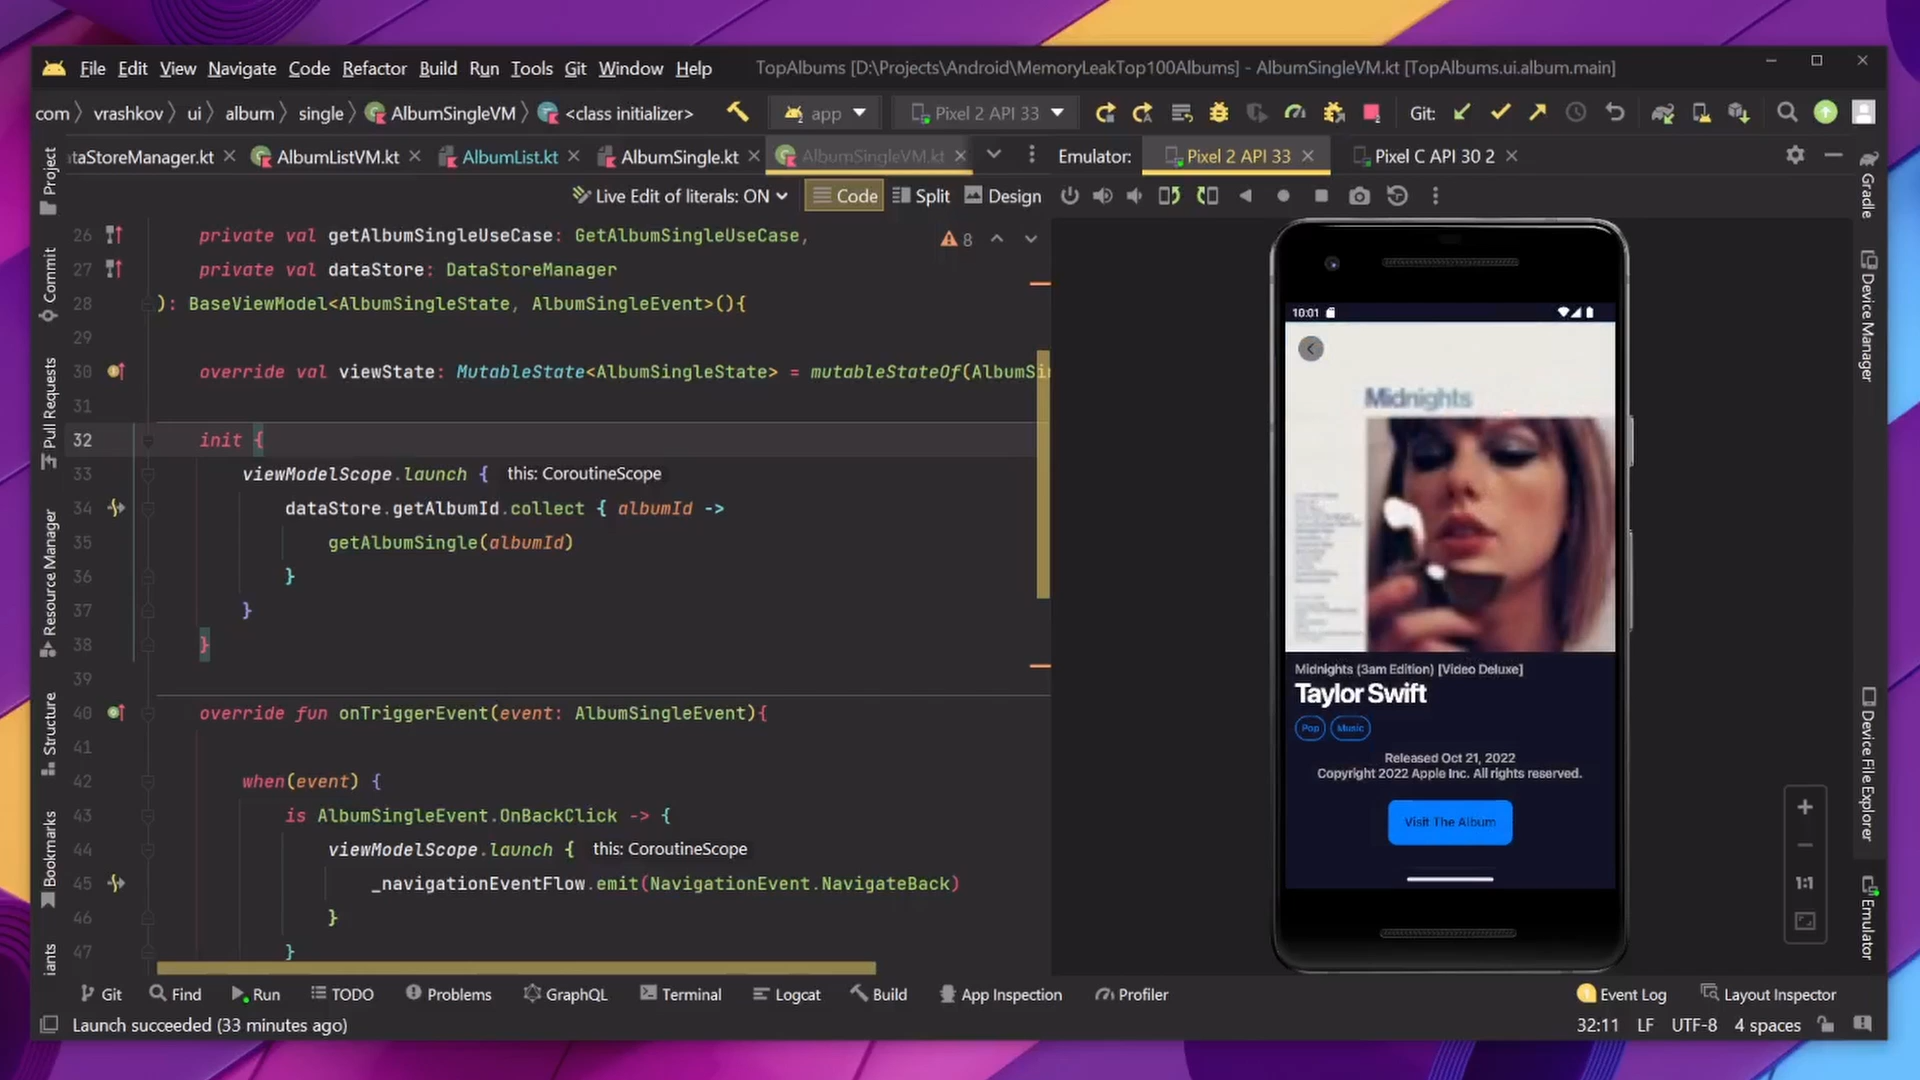 File Edit View Navigate Code Refactor Build Run Tools Git Window Help TopAlbums [D:\Projects\Android\MemoryLeakTop100Albums] - AlbumSingleVM.kt [TopAlbums.ui.album.main]
com vrashkov ui album single AlbumSingleVM <class initializer> app Pixel 2 API 33 Git:
taStoreManager.kt AlbumListVM.kt AlbumList.kt AlbumSingle.kt AlbumSingleVM.kt Emulator: Pixel 2 API 33 Pixel C API 30 2
Live Edit of literals: ON Code Split Design
26 private val getAlbumSingleUseCase: GetAlbumSingleUseCase, 8
27 private val dataStore: DataStoreManager
28 ): BaseViewModel<AlbumSingleState, AlbumSingleEvent>(){
29
30 override val viewState: MutableState<AlbumSingleState> = mutableStateOf(AlbumSi
31
32 init {
33 viewModelScope.launch { this: CoroutineScope
34 dataStore.getAlbumId.collect { albumId ->
35 getAlbumSingle(albumId)
36 }
37 }
38 }
39
40 override fun onTriggerEvent(event: AlbumSingleEvent){
41
42 when(event) {
43 is AlbumSingleEvent.OnBackClick -> {
44 viewModelScope.launch { this: CoroutineScope
45 _navigationEventFlow.emit(NavigationEvent.NavigateBack)
46 }
47 }
Project
Commit
Pull Requests
Resource Manager
Structure
Bookmarks
iants
10:01
Midnights
Midnights (3am Edition) [Video Deluxe]
Taylor Swift
Pop Music
Released Oct 21, 2022
Copyright 2022 Apple Inc. All rights reserved.
Visit The Album
1:1
Gradle
Device Manager
Device File Explorer
Emulator
Git Find Run TODO Problems GraphQL Terminal Logcat Build App Inspection Profiler Event Log Layout Inspector
Launch succeeded (33 minutes ago) 32:11 LF UTF-8 4 spaces